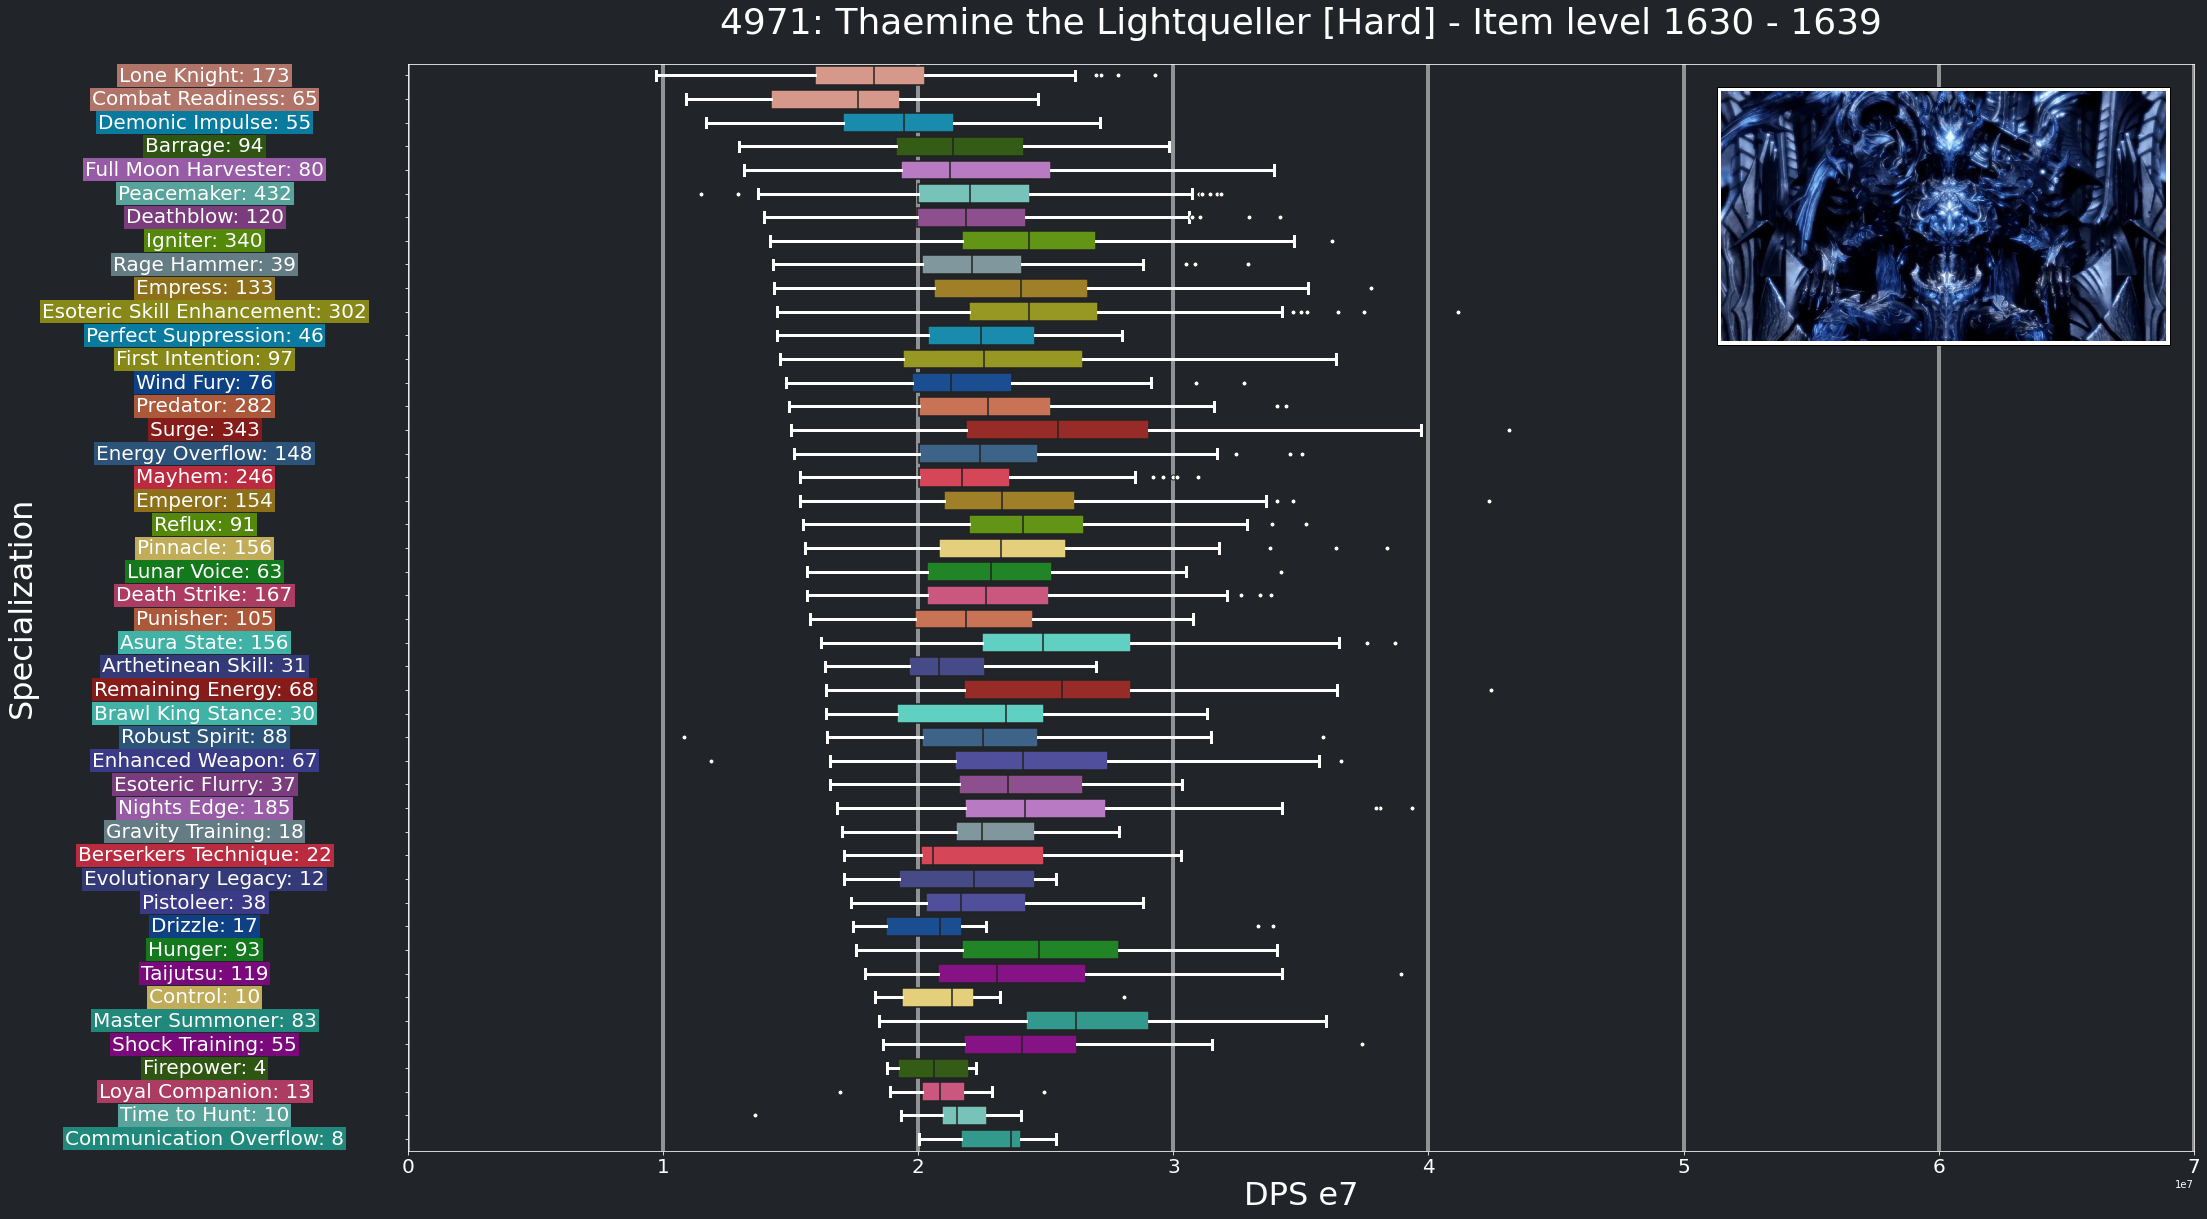 4971: Thaemine the Lightqueller [Hard] - Item level 1630 - 1639
Specialization
Lone Knight: 173
Combat Readiness: 65
Demonic Impulse: 55
Barrage: 94
Full Moon Harvester: 80
Peacemaker: 432
Deathblow: 120
Igniter: 340
Rage Hammer: 39
Empress: 133
Esoteric Skill Enhancement: 302
Perfect Suppression: 46
First Intention: 97
Wind Fury: 76
Predator: 282
Surge: 343
Energy Overflow: 148
Mayhem: 246
Emperor: 154
Reflux: 91
Pinnacle: 156
Lunar Voice: 63
Death Strike: 167
Punisher: 105
Asura State: 156
Arthetinean Skill: 31
Remaining Energy: 68
Brawl King Stance: 30
Robust Spirit: 88
Enhanced Weapon: 67
Esoteric Flurry: 37
Nights Edge: 185
Gravity Training: 18
Berserkers Technique: 22
Evolutionary Legacy: 12
Pistoleer: 38
Drizzle: 17
Hunger: 93
Taijutsu: 119
Control: 10
Master Summoner: 83
Shock Training: 55
Firepower: 4
Loyal Companion: 13
Time to Hunt: 10
Communication Overflow: 8
0 1 2 3 4 5 6 7
1e7
DPS e7